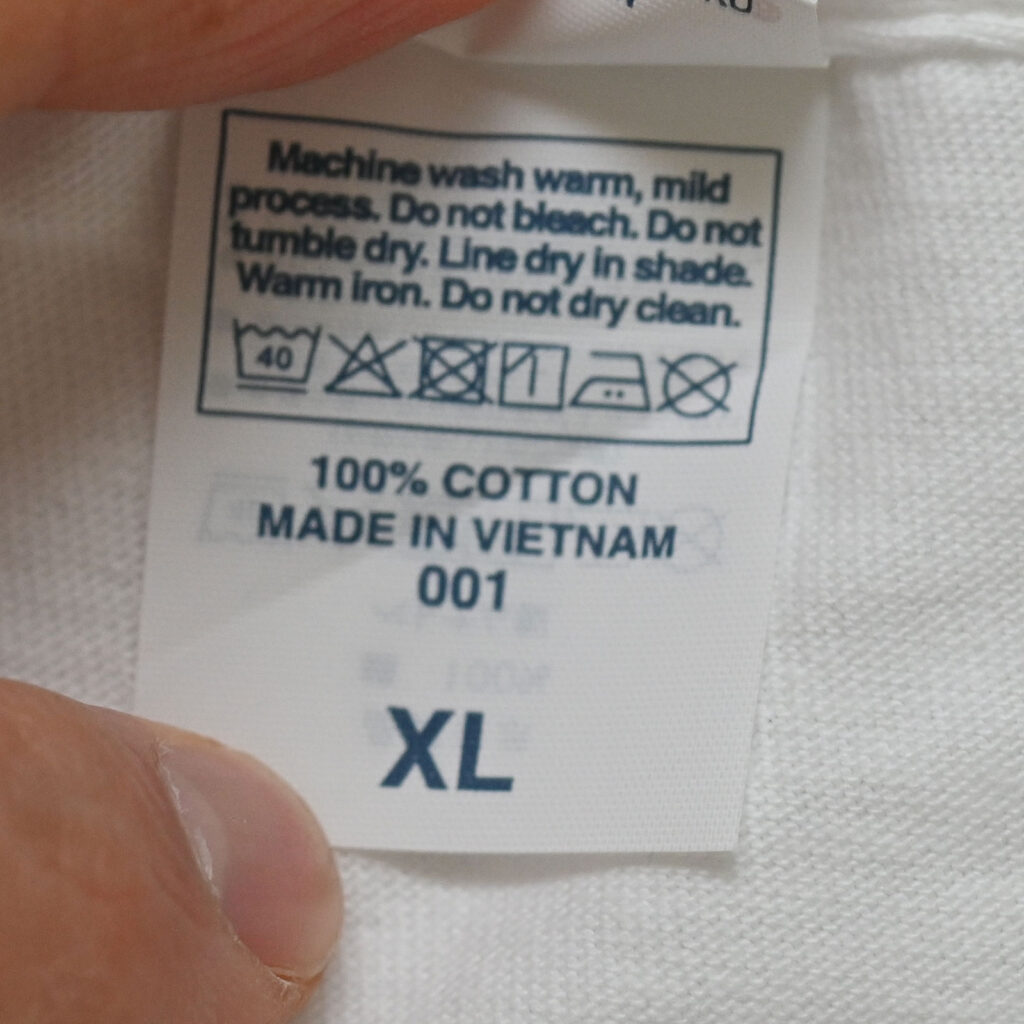 Machine wash warm, mild
process. Do not bleach. Do not
tumble dry. Line dry in shade.
Warm iron. Do not dry clean.
40
100% COTTON
MADE IN VIETNAM
001
XL